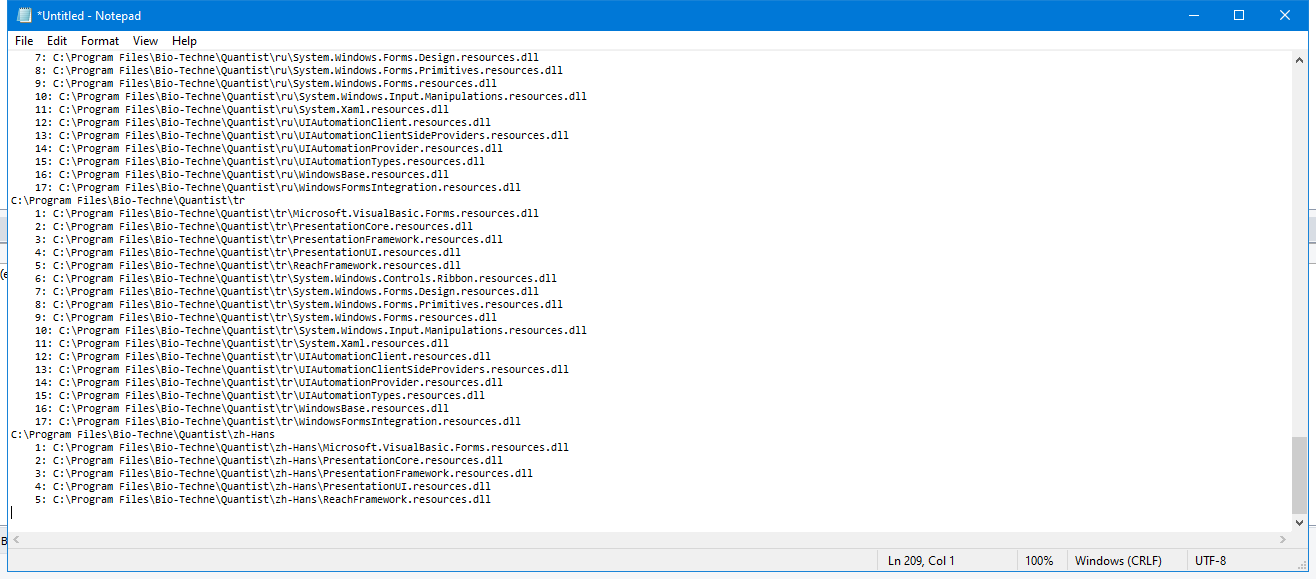 *Untitled - Notepad
File Edit Format View Help
7: C:\Program Files\Bio-Techne\Quantist\ru\System.Windows.Forms.Design.resources.dll
8: C:\Program Files\Bio-Techne\Quantist\ru\System.Windows.Forms.Primitives.resources.dll
9: C:\Program Files\Bio-Techne\Quantist\ru\System.Windows.Forms.resources.dll
10: C:\Program Files\Bio-Techne\Quantist\ru\System.Windows.Input.Manipulations.resources.dll
11: C:\Program Files\Bio-Techne\Quantist\ru\System.Xaml.resources.dll
12: C:\Program Files\Bio-Techne\Quantist\ru\UIAutomationClient.resources.dll
13: C:\Program Files\Bio-Techne\Quantist\ru\UIAutomationClientSideProviders.resources.dll
14: C:\Program Files\Bio-Techne\Quantist\ru\UIAutomationProvider.resources.dll
15: C:\Program Files\Bio-Techne\Quantist\ru\UIAutomationTypes.resources.dll
16: C:\Program Files\Bio-Techne\Quantist\ru\WindowsBase.resources.dll
17: C:\Program Files\Bio-Techne\Quantist\ru\WindowsFormsIntegration.resources.dll
C:\Program Files\Bio-Techne\Quantist\tr
1: C:\Program Files\Bio-Techne\Quantist\tr\Microsoft.VisualBasic.Forms.resources.dll
2: C:\Program Files\Bio-Techne\Quantist\tr\PresentationCore.resources.dll
3: C:\Program Files\Bio-Techne\Quantist\tr\PresentationFramework.resources.dll
4: C:\Program Files\Bio-Techne\Quantist\tr\PresentationUI.resources.dll
5: C:\Program Files\Bio-Techne\Quantist\tr\ReachFramework.resources.dll
6: C:\Program Files\Bio-Techne\Quantist\tr\System.Windows.Controls.Ribbon.resources.dll
7: C:\Program Files\Bio-Techne\Quantist\tr\System.Windows.Forms.Design.resources.dll
8: C:\Program Files\Bio-Techne\Quantist\tr\System.Windows.Forms.Primitives.resources.dll
9: C:\Program Files\Bio-Techne\Quantist\tr\System.Windows.Forms.resources.dll
10: C:\Program Files\Bio-Techne\Quantist\tr\System.Windows.Input.Manipulations.resources.dll
11: C:\Program Files\Bio-Techne\Quantist\tr\System.Xaml.resources.dll
12: C:\Program Files\Bio-Techne\Quantist\tr\UIAutomationClient.resources.dll
13: C:\Program Files\Bio-Techne\Quantist\tr\UIAutomationClientSideProviders.resources.dll
14: C:\Program Files\Bio-Techne\Quantist\tr\UIAutomationProvider.resources.dll
15: C:\Program Files\Bio-Techne\Quantist\tr\UIAutomationTypes.resources.dll
16: C:\Program Files\Bio-Techne\Quantist\tr\WindowsBase.resources.dll
17: C:\Program Files\Bio-Techne\Quantist\tr\WindowsFormsIntegration.resources.dll
C:\Program Files\Bio-Techne\Quantist\zh-Hans
1: C:\Program Files\Bio-Techne\Quantist\zh-Hans\Microsoft.VisualBasic.Forms.resources.dll
2: C:\Program Files\Bio-Techne\Quantist\zh-Hans\PresentationCore.resources.dll
3: C:\Program Files\Bio-Techne\Quantist\zh-Hans\PresentationFramework.resources.dll
4: C:\Program Files\Bio-Techne\Quantist\zh-Hans\PresentationUI.resources.dll
5: C:\Program Files\Bio-Techne\Quantist\zh-Hans\ReachFramework.resources.dll
Ln 209, Col 1 100% Windows (CRLF) UTF-8